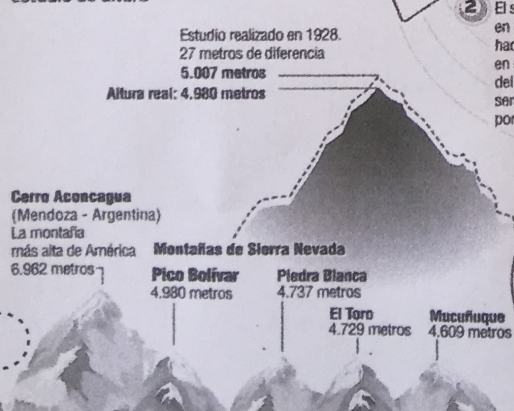 Estudio realizado en 1928.
27 metros de diferencia
5.007 metros
Altura real: 4.980 metros
2
El s
en
hac
en
del
ser
por
Cerro Aconcagua
(Mendoza - Argentina)
La montaña
más alta de América
6.962 metros
Montañas de Sierra Nevada
Pico Bolívar
4.980 metros
Piedra Blanca
4.737 metros
El Toro
4.729 metros
Mucuñuque
4.609 metros